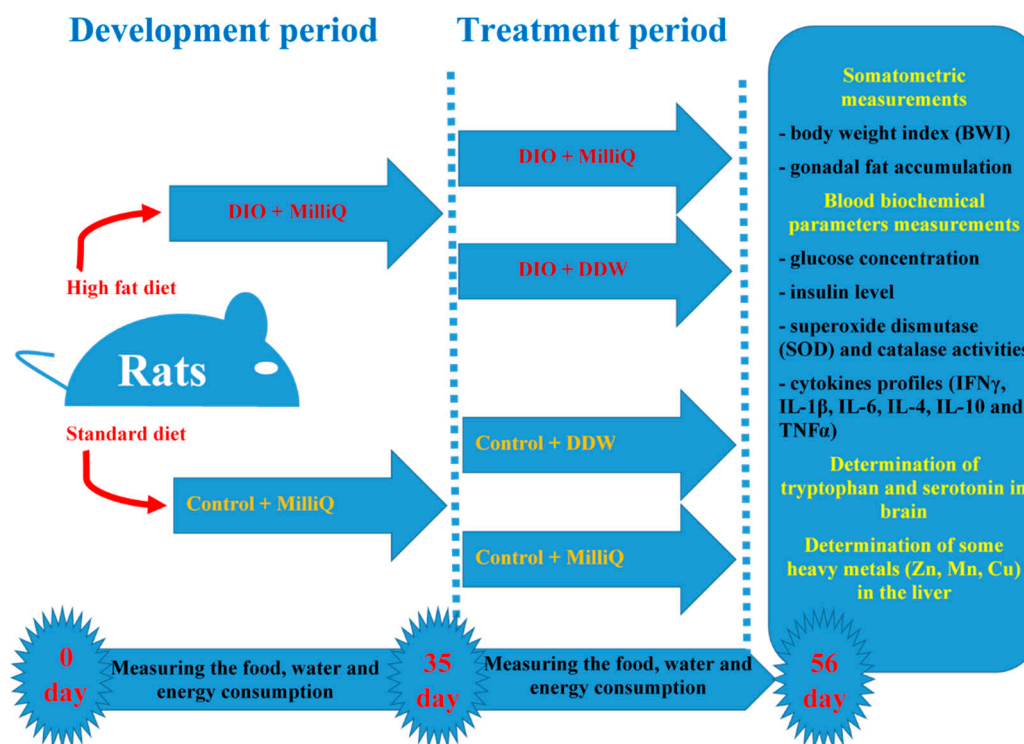 Development period
Treatment period
DIO + MilliQ
High fat diet
Rats
Standard diet
Control + MilliQ
DIO + MilliQ
DIO + DDW
Control + DDW
Control + MilliQ
Somatometric
measurements
- body weight index (BWI)
- gonadal fat accumulation
Blood biochemical
parameters measurements
- glucose concentration
- insulin level
- superoxide dismutase
(SOD) and catalase activities
- cytokines profiles (IFNγ,
IL-1β, IL-6, IL-4, IL-10 and
TNFα)
Determination of
tryptophan and serotonin in
brain
Determination of some
heavy metals (Zn, Mn, Cu)
in the liver
0
day
Measuring the food, water and
energy consumption
35
day
Measuring the food, water and
energy consumption
56
day